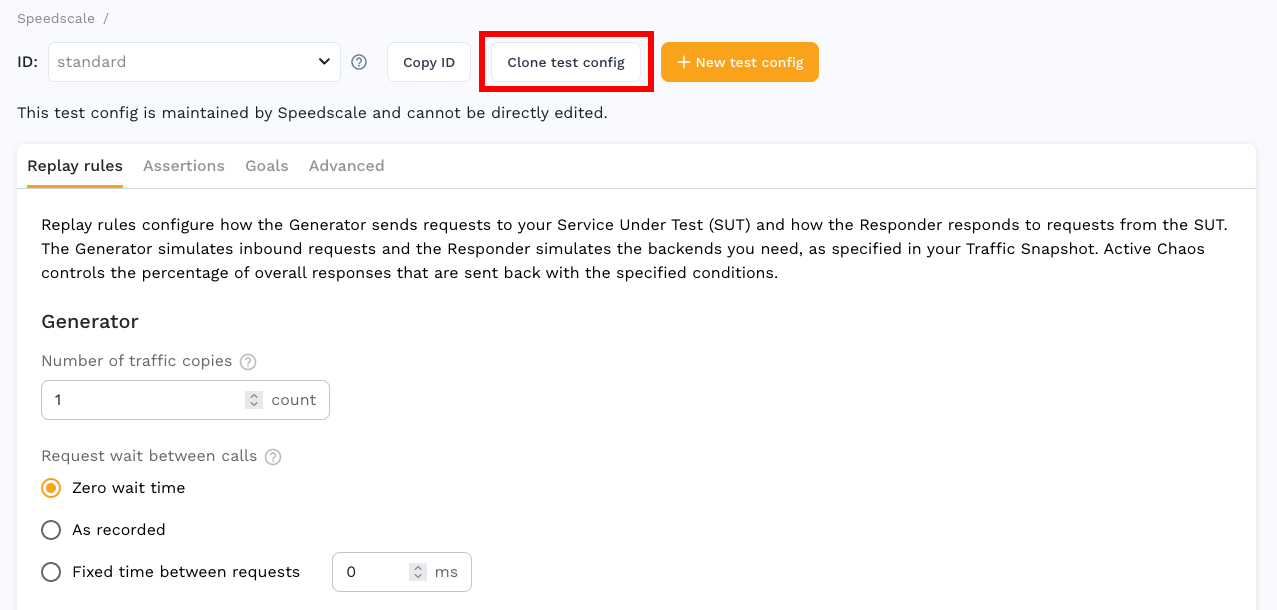 Speedscale /
ID: standard Copy ID Clone test config + New test config
This test config is maintained by Speedscale and cannot be directly edited.
Replay rules Assertions Goals Advanced
Replay rules configure how the Generator sends requests to your Service Under Test (SUT) and how the Responder responds to requests from the SUT.
The Generator simulates inbound requests and the Responder simulates the backends you need, as specified in your Traffic Snapshot. Active Chaos
controls the percentage of overall responses that are sent back with the specified conditions.
Generator
Number of traffic copies ?
1 count
Request wait between calls ?
Zero wait time
As recorded
Fixed time between requests 0 ms